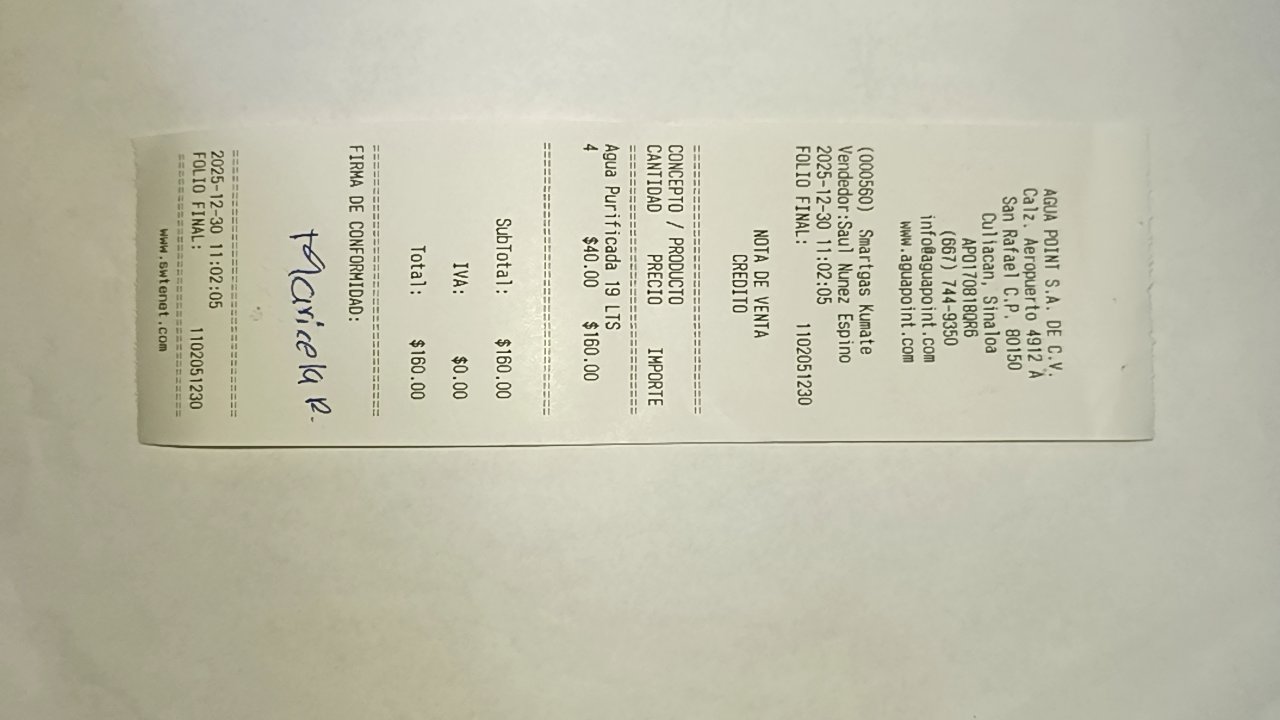 AGUA POINT S.A. DE C.V.
Calz. Aeropuerto 4912 A
San Rafael C.P. 80150
Culiacan, Sinaloa
APO170818QR6
(667) 744-9350
info@aguapoint.com
www.aguapoint.com
(000560) Smartgas Kumate
Vendedor:Saul Nunez Espino
2025-12-30 11:02:05
FOLIO FINAL: 1102051230
NOTA DE VENTA
CREDITO
==============================
CONCEPTO / PRODUCTO
CANTIDAD PRECIO IMPORTE
==============================
Agua Purificada 19 LTS
4 $40.00 $160.00
==============================
SubTotal: $160.00
IVA: $0.00
Total: $160.00
==============================
FIRMA DE CONFORMIDAD:
Maricela R.
==============================
2025-12-30 11:02:05
FOLIO FINAL: 1102051230
==============================
www.swtenet.com